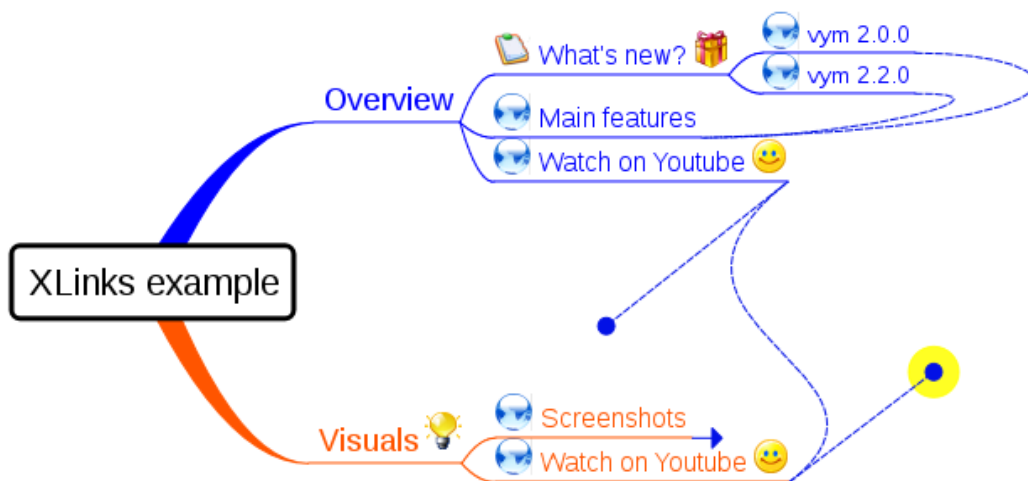 XLinks example
Overview
What's new?
vym 2.0.0
vym 2.2.0
Main features
Watch on Youtube
Visuals
Screenshots
Watch on Youtube